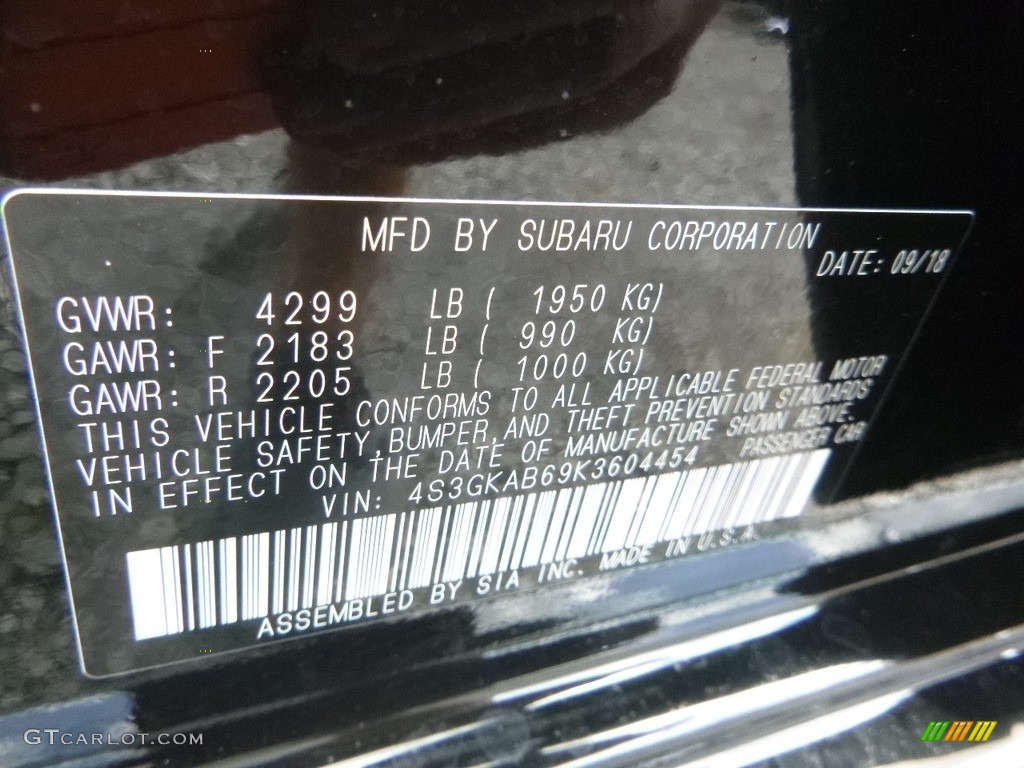 MFD BY SUBARU CORPORATION
DATE: 09/18
GVWR: 4299 LB ( 1950 KG)
GAWR: F 2183 LB ( 990 KG)
GAWR: R 2205 LB ( 1000 KG)
THIS VEHICLE CONFORMS TO ALL APPLICABLE FEDERAL MOTOR
VEHICLE SAFETY,BUMPER,AND THEFT PREVENTION STANDARDS
IN EFFECT ON THE DATE OF MANUFACTURE SHOWN ABOVE.
VIN: 4S3GKAB69K3604454 PASSENGER CAR
ASSEMBLED BY SIA INC. MADE IN U.S.A.
GTCARLOT.COM